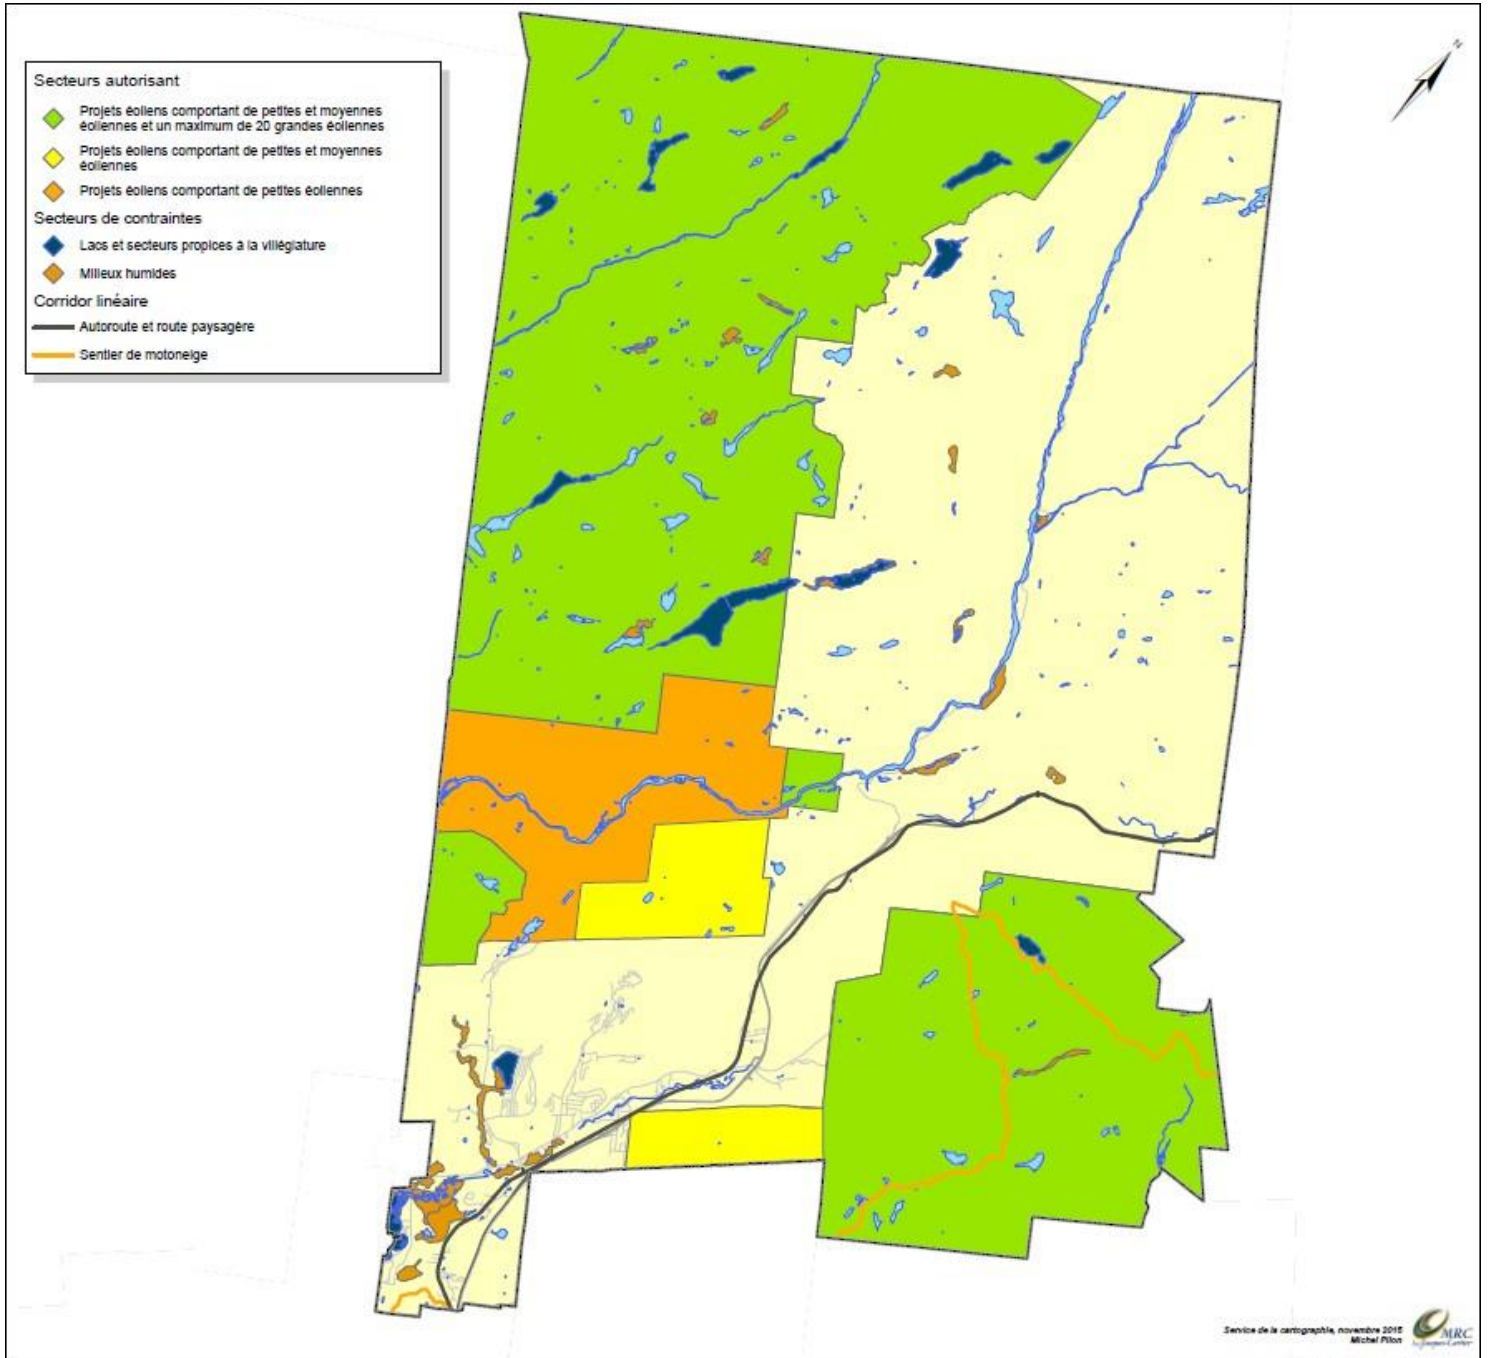 N
Secteurs autorisant
Projets éoliens comportant de petites et moyennes
éoliennes et un maximum de 20 grandes éoliennes
Projets éoliens comportant de petites et moyennes
éoliennes
Projets éoliens comportant de petites éoliennes
Secteurs de contraintes
Lacs et secteurs propices à la villégiature
Milieux humides
Corridor linéaire
Autoroute et route paysagère
Sentier de motoneige
Service de la cartographie, novembre 2015
Michel Pilon
MRC
La Jacques-Cartier